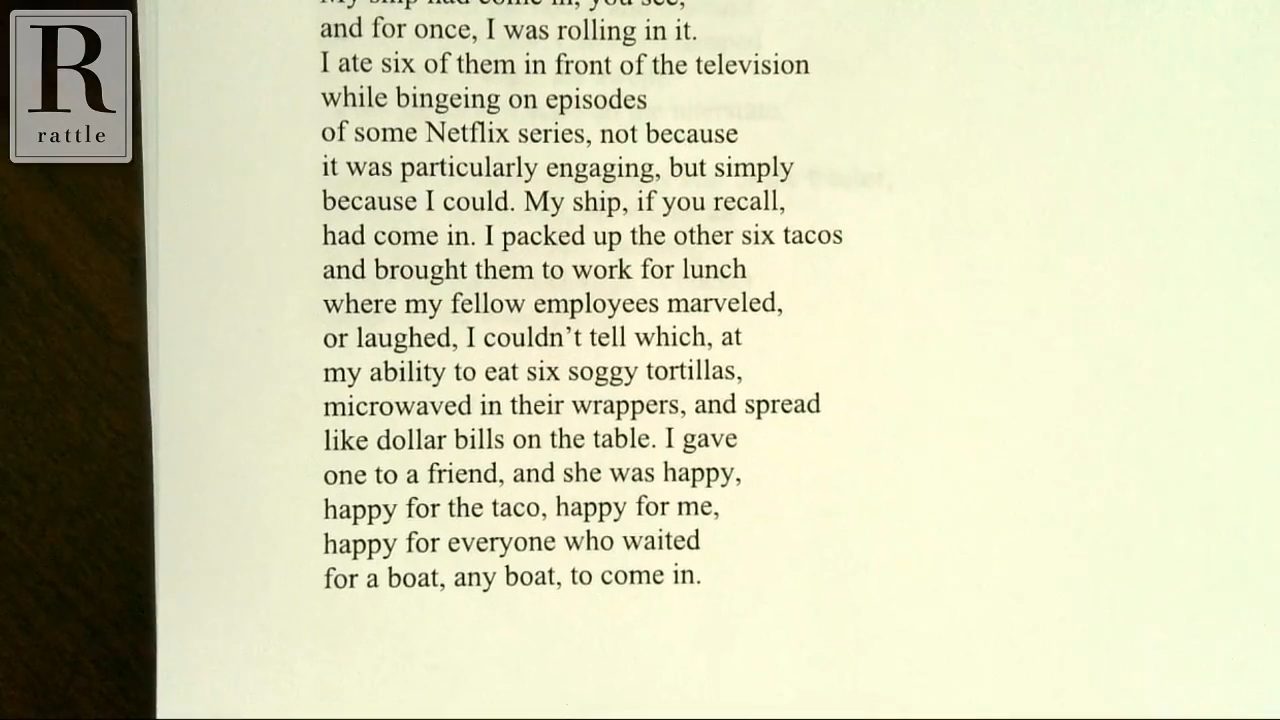 R
rattle
My ship had come in, you see,
and for once, I was rolling in it.
I ate six of them in front of the television
while bingeing on episodes
of some Netflix series, not because
it was particularly engaging, but simply
because I could. My ship, if you recall,
had come in. I packed up the other six tacos
and brought them to work for lunch
where my fellow employees marveled,
or laughed, I couldn’t tell which, at
my ability to eat six soggy tortillas,
microwaved in their wrappers, and spread
like dollar bills on the table. I gave
one to a friend, and she was happy,
happy for the taco, happy for me,
happy for everyone who waited
for a boat, any boat, to come in.